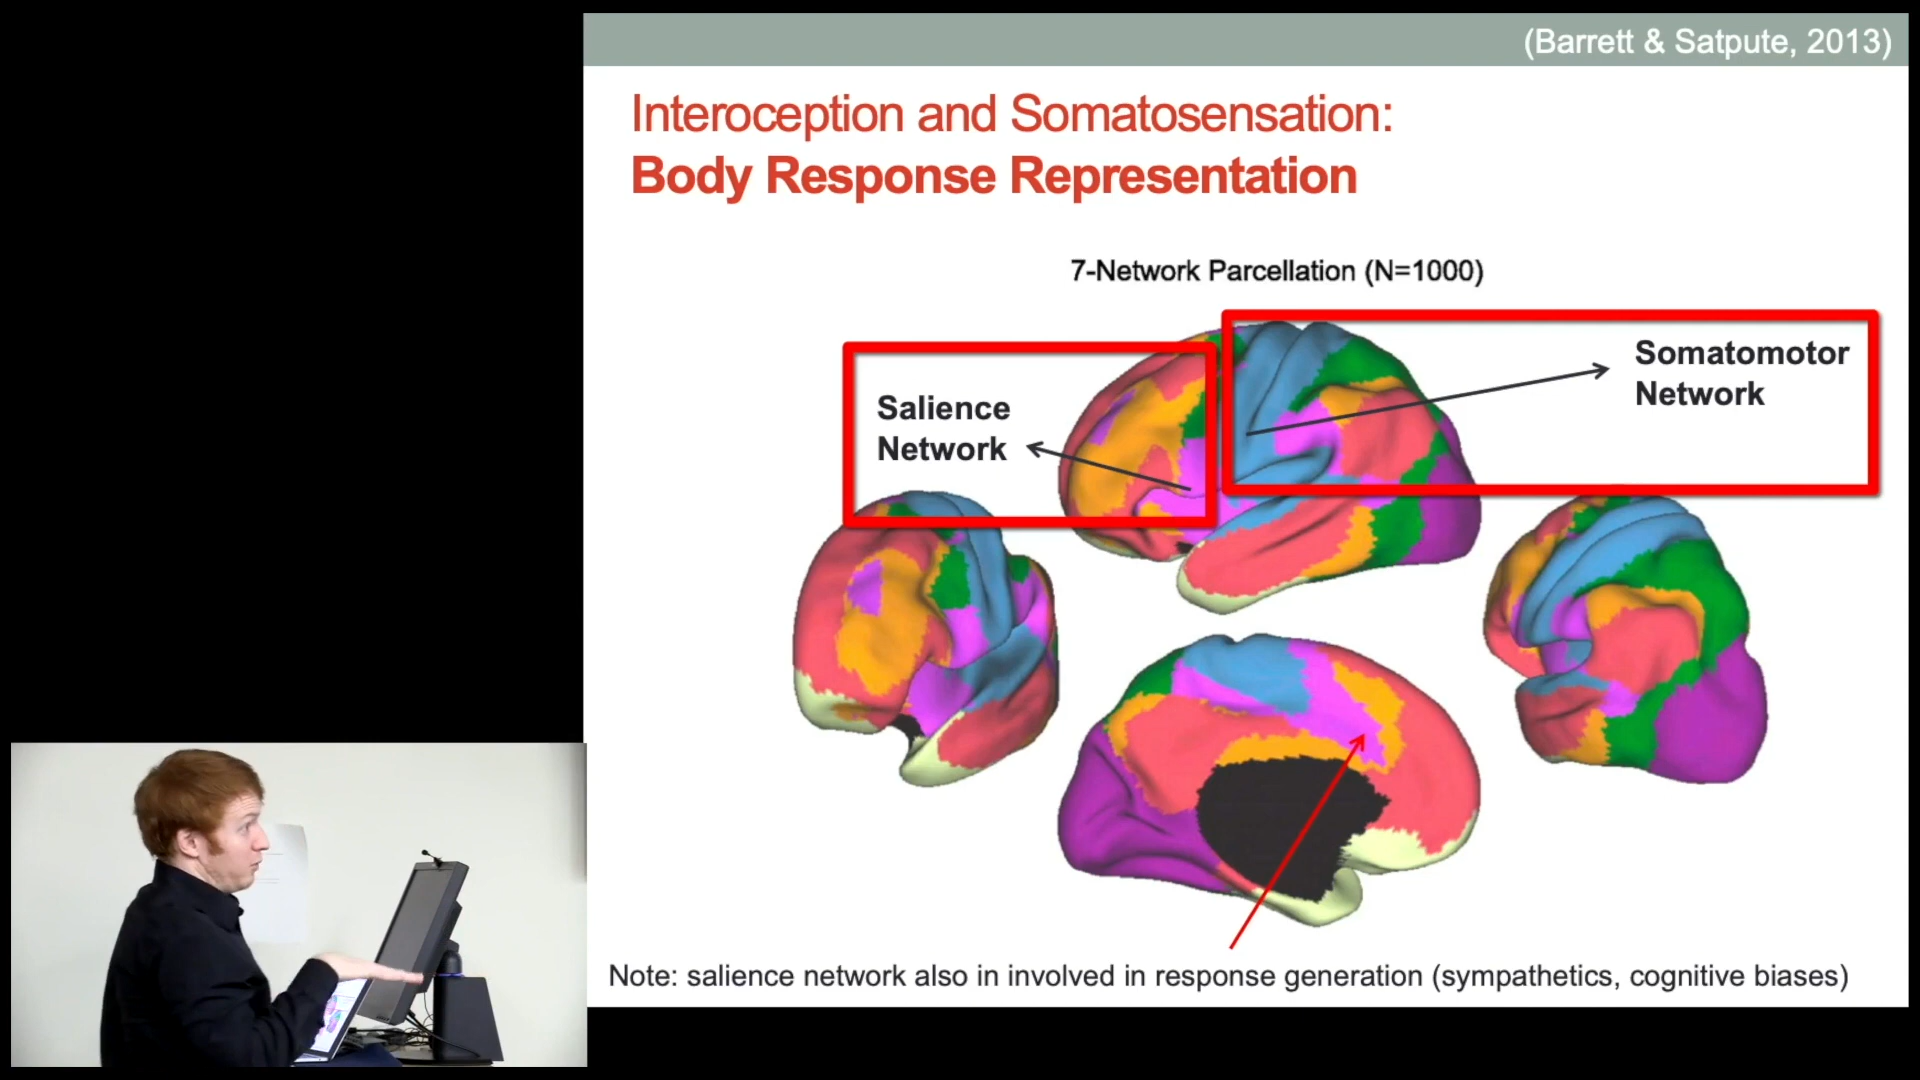 (Barrett & Satpute, 2013)
Interoception and Somatosensation:
Body Response Representation
7-Network Parcellation (N=1000)
Salience
Network
Somatomotor
Network
Note: salience network also in involved in response generation (sympathetics, cognitive biases)